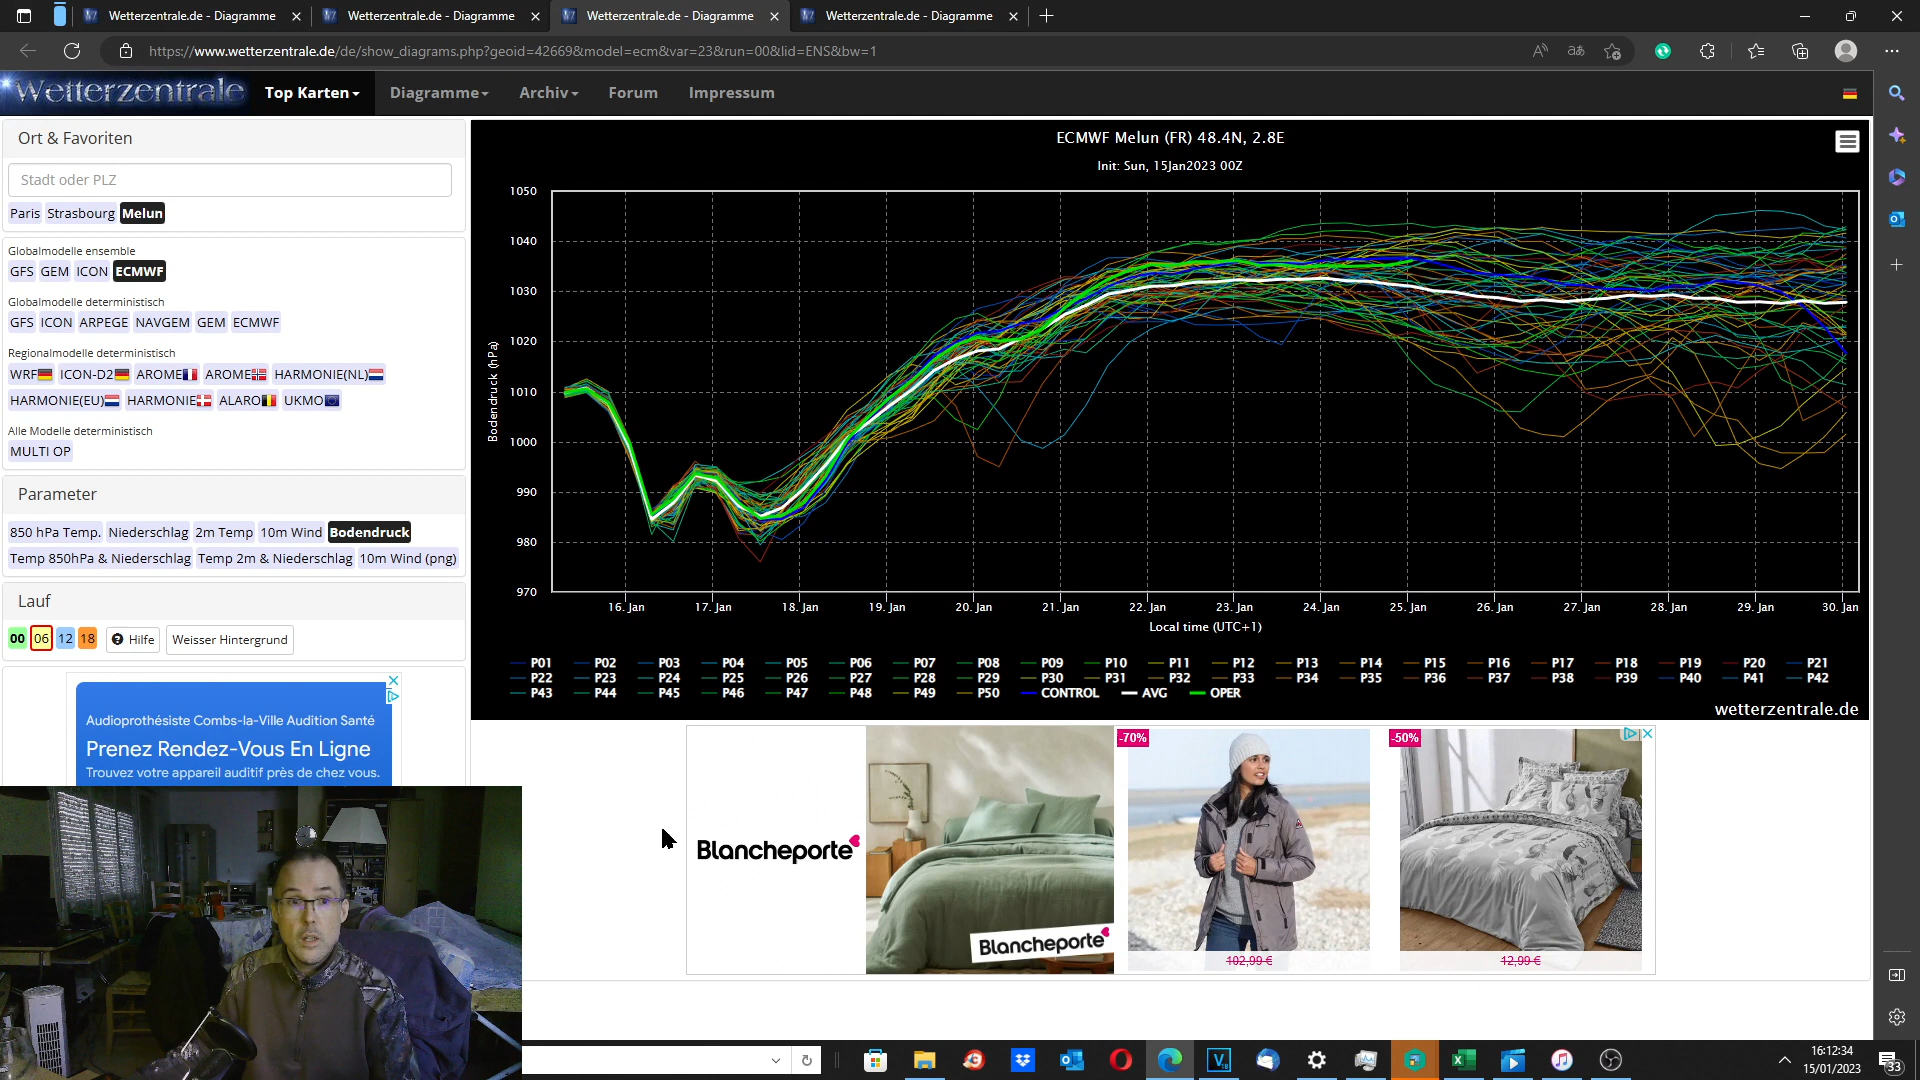 Wetterzentrale.de - Diagramme
Wetterzentrale.de - Diagramme
Wetterzentrale.de - Diagramme
Wetterzentrale.de - Diagramme
https://www.wetterzentrale.de/de/show_diagrams.php?geoid=42669&model=ecm&var=23&run=00&lid=ENS&bw=1
Wetterzentrale Top Karten Diagramme Archiv Forum Impressum
Ort & Favoriten
Stadt oder PLZ
Paris Strasbourg Melun
Globalmodelle ensemble
GFS GEM ICON ECMWF
Globalmodelle deterministisch
GFS ICON ARPEGE NAVGEM GEM ECMWF
Regionalmodelle deterministisch
WRF ICON-D2 AROME AROME HARMONIE(NL)
HARMONIE(EU) HARMONIE ALARO UKMO
Alle Modelle deterministisch
MULTI OP
Parameter
850 hPa Temp. Niederschlag 2m Temp 10m Wind Bodendruck
Temp 850hPa & Niederschlag Temp 2m & Niederschlag 10m Wind (png)
Lauf
00 06 12 18 Hilfe Weisser Hintergrund
Audioprothésiste Combs-la-Ville Audition Santé
Prenez Rendez-Vous En Ligne
Trouvez votre appareil auditif près de chez vous.
ECMWF Melun (FR) 48.4N, 2.8E
Init: Sun, 15Jan2023 00Z
Bodendruck (hPa)
1050
1040
1030
1020
1010
1000
990
980
970
16. Jan 17. Jan 18. Jan 19. Jan 20. Jan 21. Jan 22. Jan 23. Jan 24. Jan 25. Jan 26. Jan 27. Jan 28. Jan 29. Jan 30. Jan
Local time (UTC+1)
P01 P02 P03 P04 P05 P06 P07 P08 P09 P10 P11 P12 P13 P14 P15 P16 P17 P18 P19 P20 P21
P22 P23 P24 P25 P26 P27 P28 P29 P30 P31 P32 P33 P34 P35 P36 P37 P38 P39 P40 P41 P42
P43 P44 P45 P46 P47 P48 P49 P50 CONTROL AVG OPER
wetterzentrale.de
Blancheporte
Blancheporte
-70%
102,99 €
-50%
12,99 €
16:12:34
15/01/2023
33